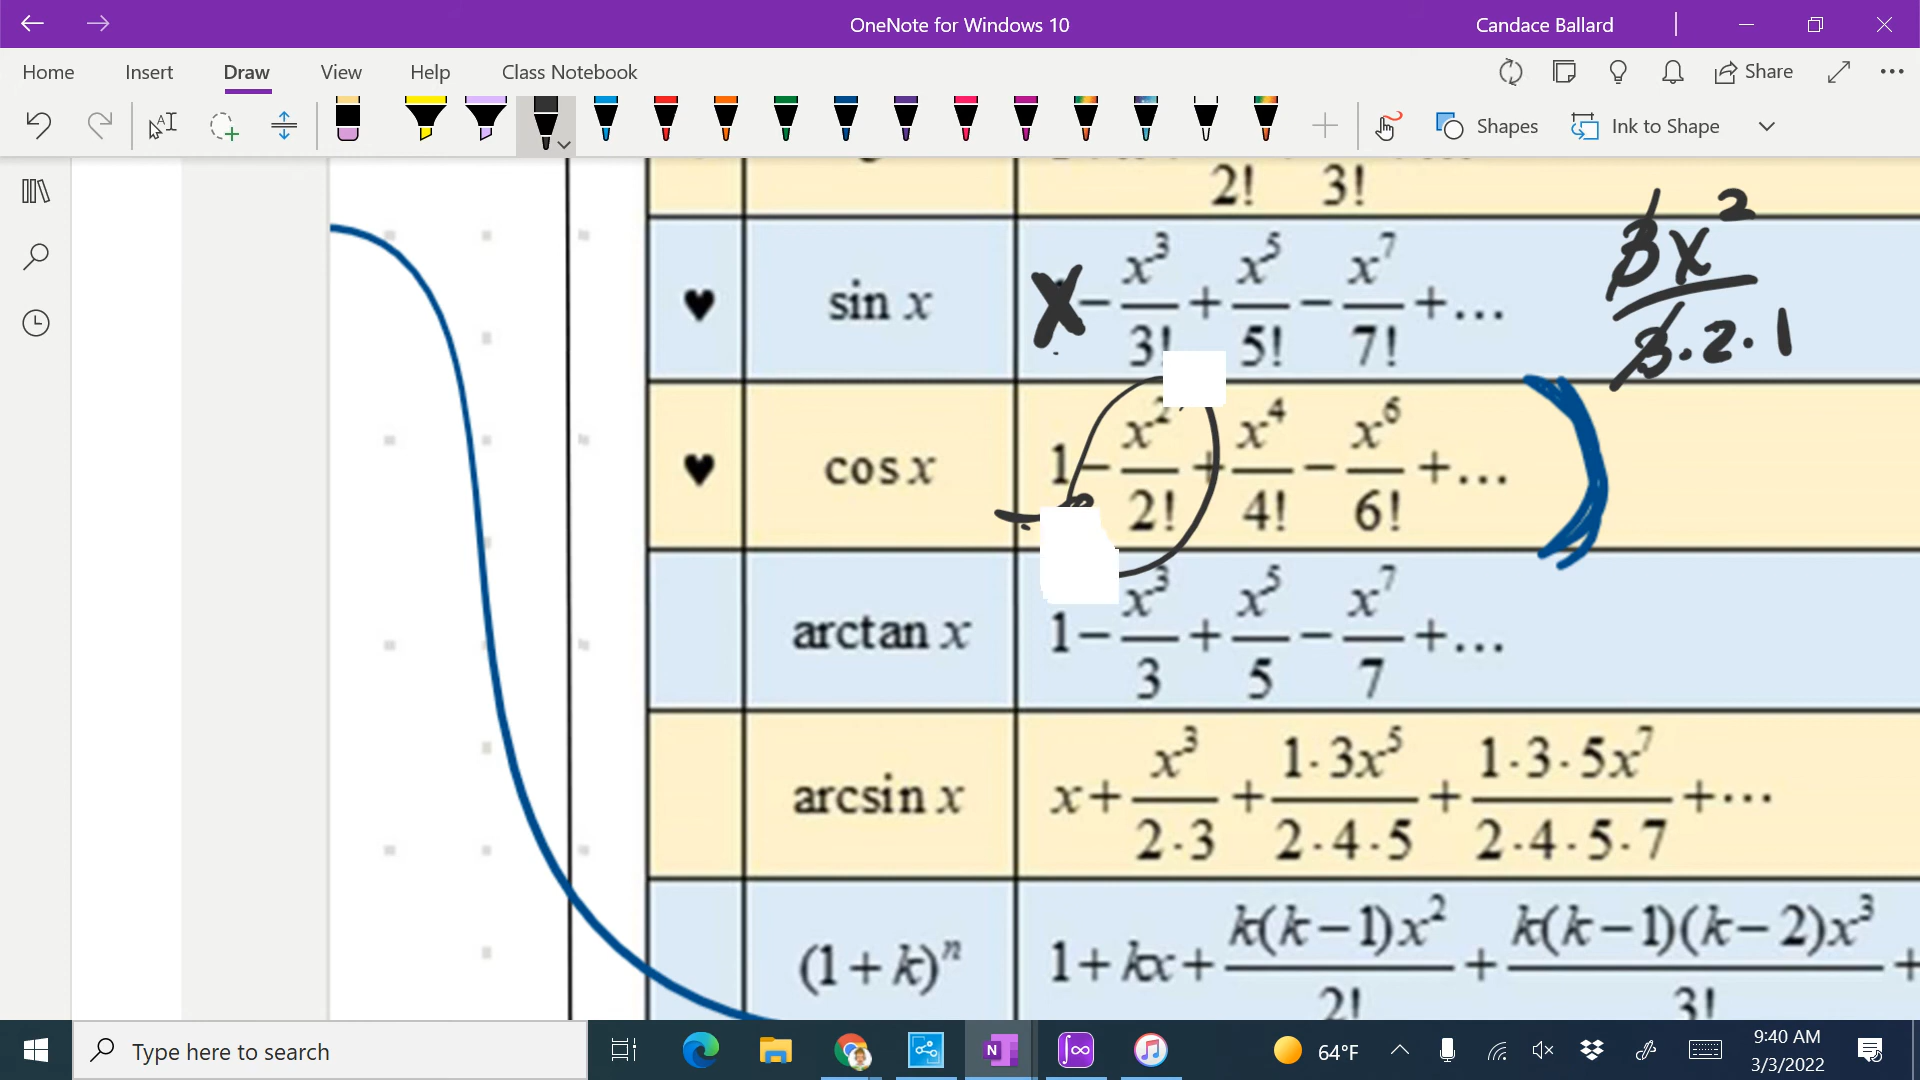 OneNote for Windows 10
Candace Ballard
Home Insert Draw View Help Class Notebook
Share
Shapes
Ink to Shape
2! 3!
♥ sin x X − x³/3! + x⁵/5! − x⁷/7! + ...
3x²/3·2·1
♥ cos x 1 − x²/2! + x⁴/4! − x⁶/6! + ...
arctan x 1 − x³/3 + x⁵/5 − x⁷/7 + ...
arcsin x x + x³/2·3 + 1·3x⁵/2·4·5 + 1·3·5x⁷/2·4·5·7 + ···
(1 + k)ⁿ 1 + kx + k(k − 1)x²/2! + k(k − 1)(k − 2)x³/3! +
Type here to search
64°F
9:40 AM
3/3/2022